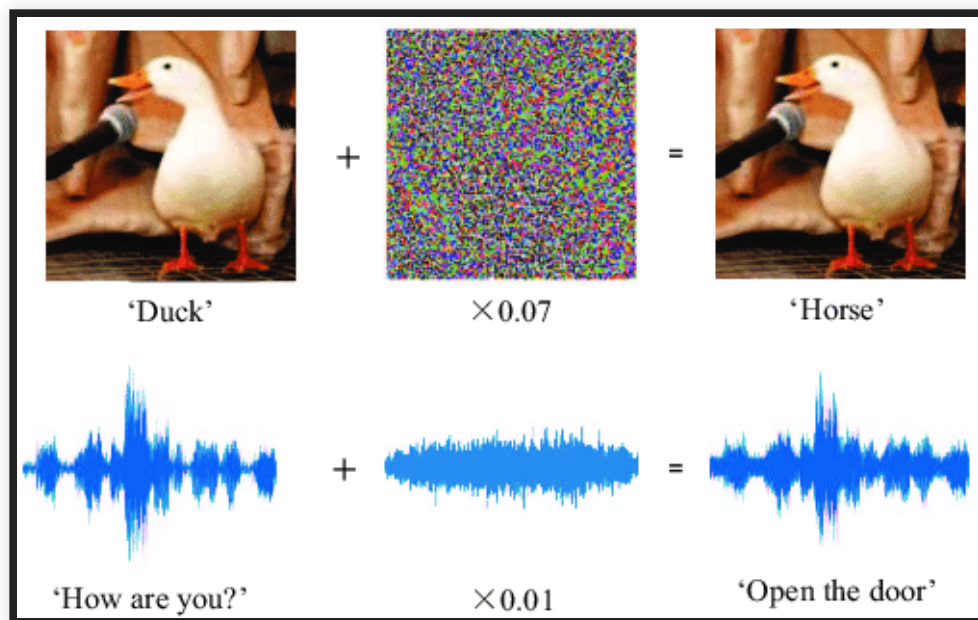 + =
‘Duck’ ×0.07 ‘Horse’
+ =
‘How are you?’ ×0.01 ‘Open the door’